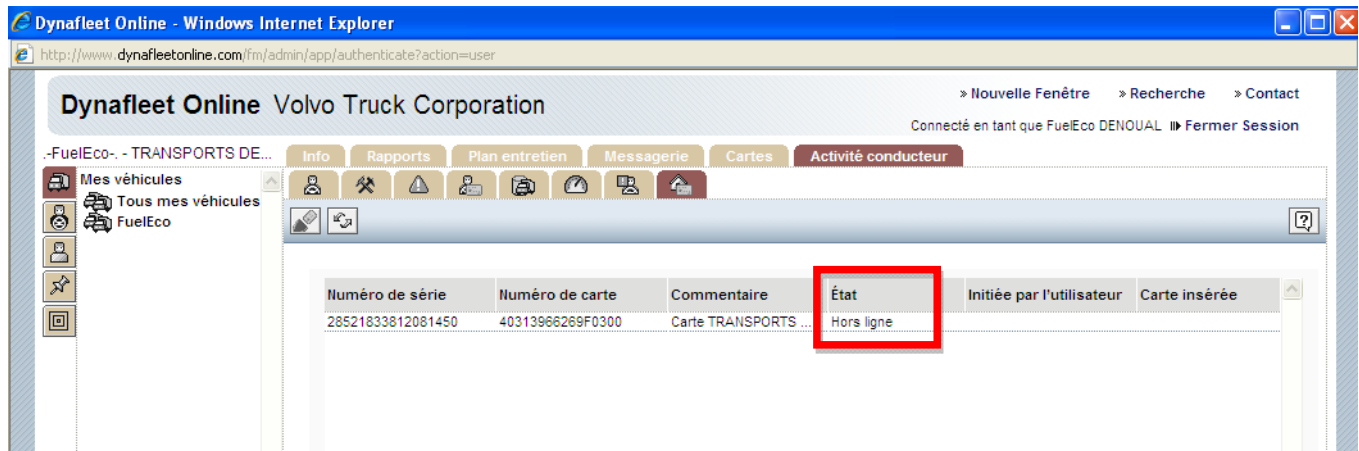 Dynafleet Online - Windows Internet Explorer
http://www.dynafleetonline.com/fm/admin/app/authenticate?action=user
Dynafleet Online Volvo Truck Corporation
» Nouvelle Fenêtre » Recherche » Contact
Connecté en tant que FuelEco DENOUAL Fermer Session
.-FuelEco-. - TRANSPORTS DE...
Info Rapports Plan entretien Messagerie Cartes Activité conducteur
Mes véhicules
Tous mes véhicules
FuelEco
Numéro de série Numéro de carte Commentaire État Initiée par l'utilisateur Carte insérée
28521833812081450 40313966269F0300 Carte TRANSPORTS ... Hors ligne